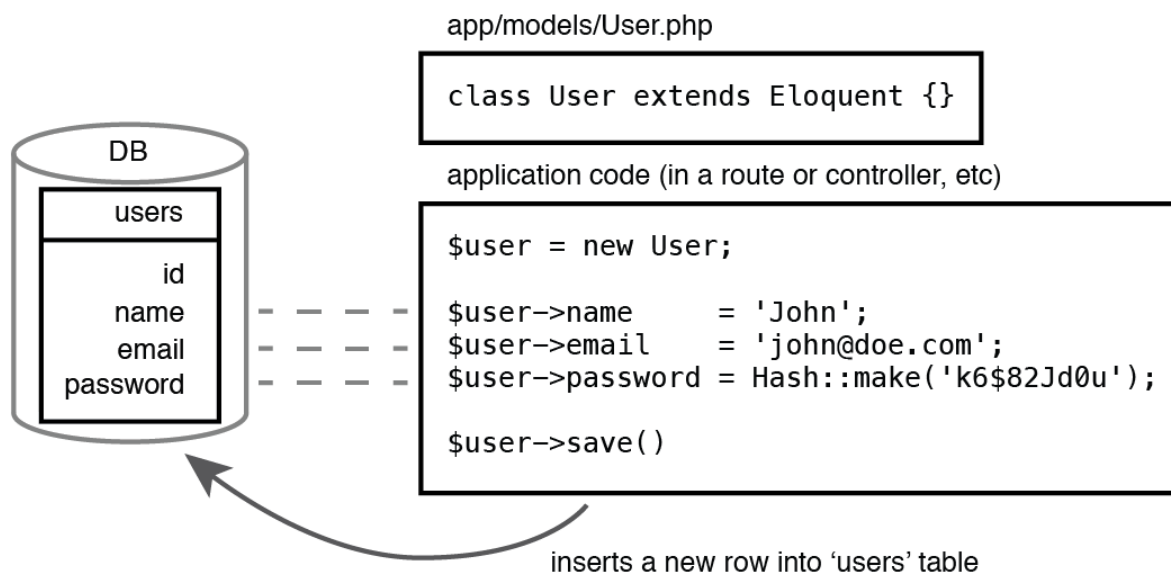 app/models/User.php
class User extends Eloquent {}
DB
users
id
name
email
password
application code (in a route or controller, etc)
$user = new User;
$user->name     = 'John';
$user->email    = 'john@doe.com';
$user->password = Hash::make('k6$82Jd0u');
$user->save()
inserts a new row into ‘users’ table